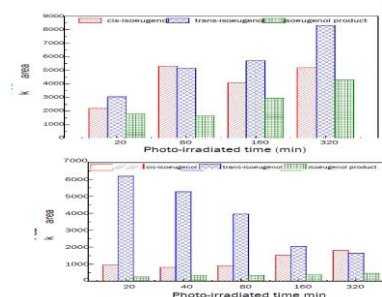 9000
cis-isoeugenol trans-isoeugenol isoeugenol product
8000
7000
6000
5000
4000
3000
2000
1000
0
k area
20 80 160 320
Photo-irradiated time (min)
7000
cis-isoeugenol trans-isoeugenol isoeugenol product
6000
5000
4000
3000
2000
1000
0
k area
20 40 80 160 320
Photo-irradiated time min